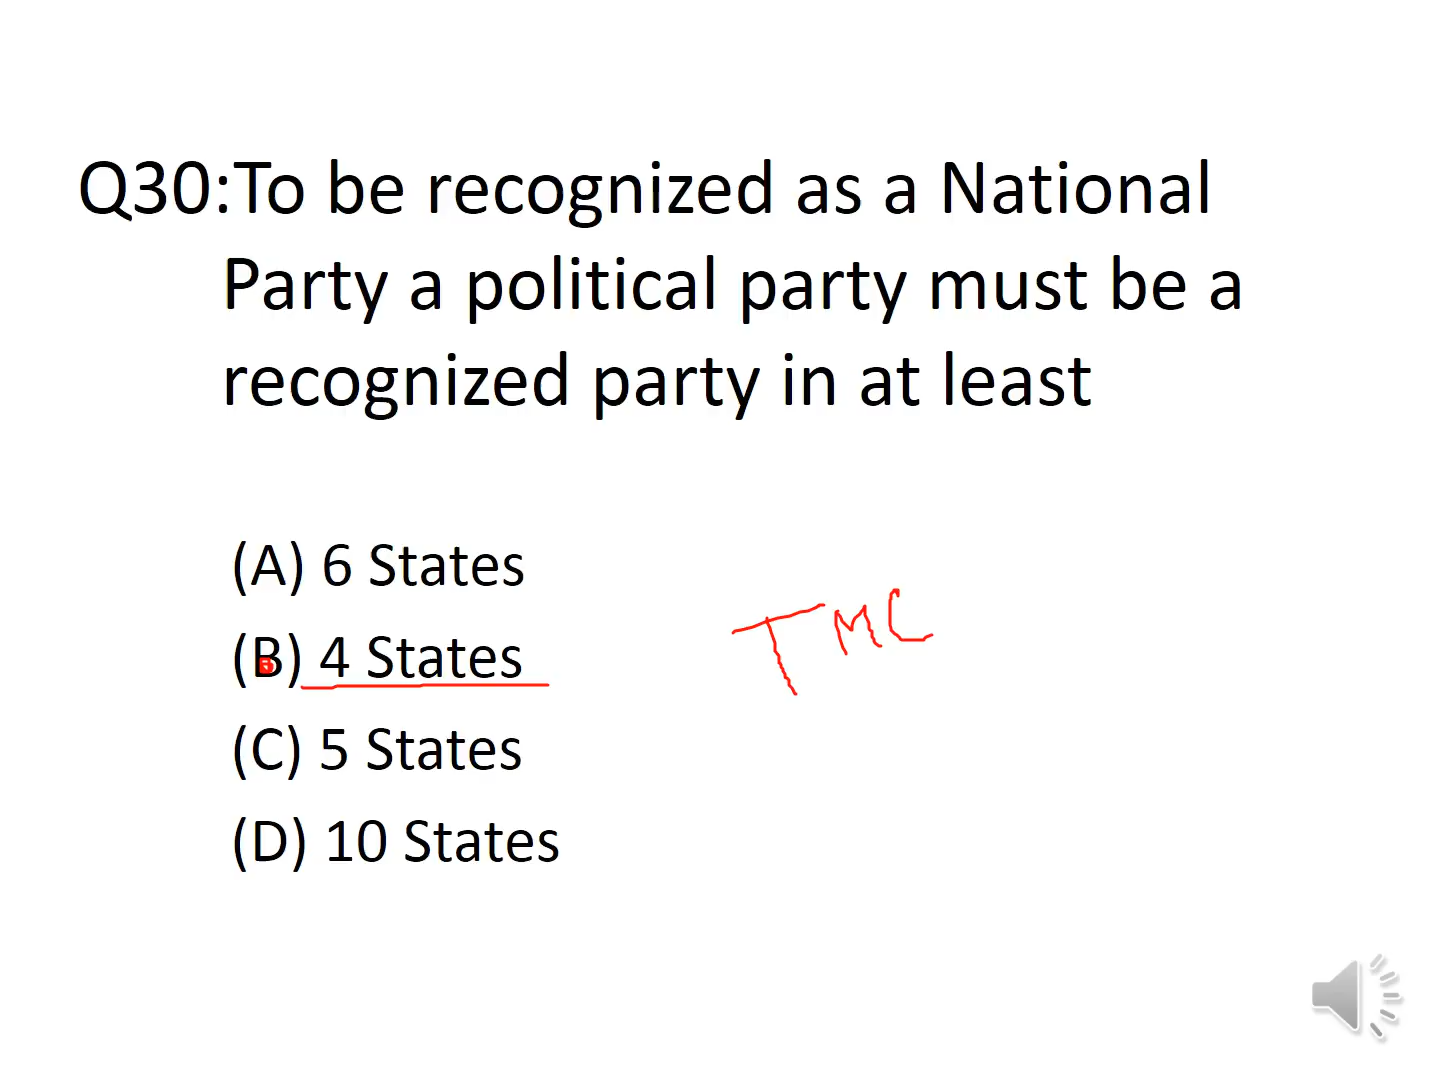 Q30:To be recognized as a National
Party a political party must be a
recognized party in at least
(A) 6 States
(B) 4 States
TMC
(C) 5 States
(D) 10 States